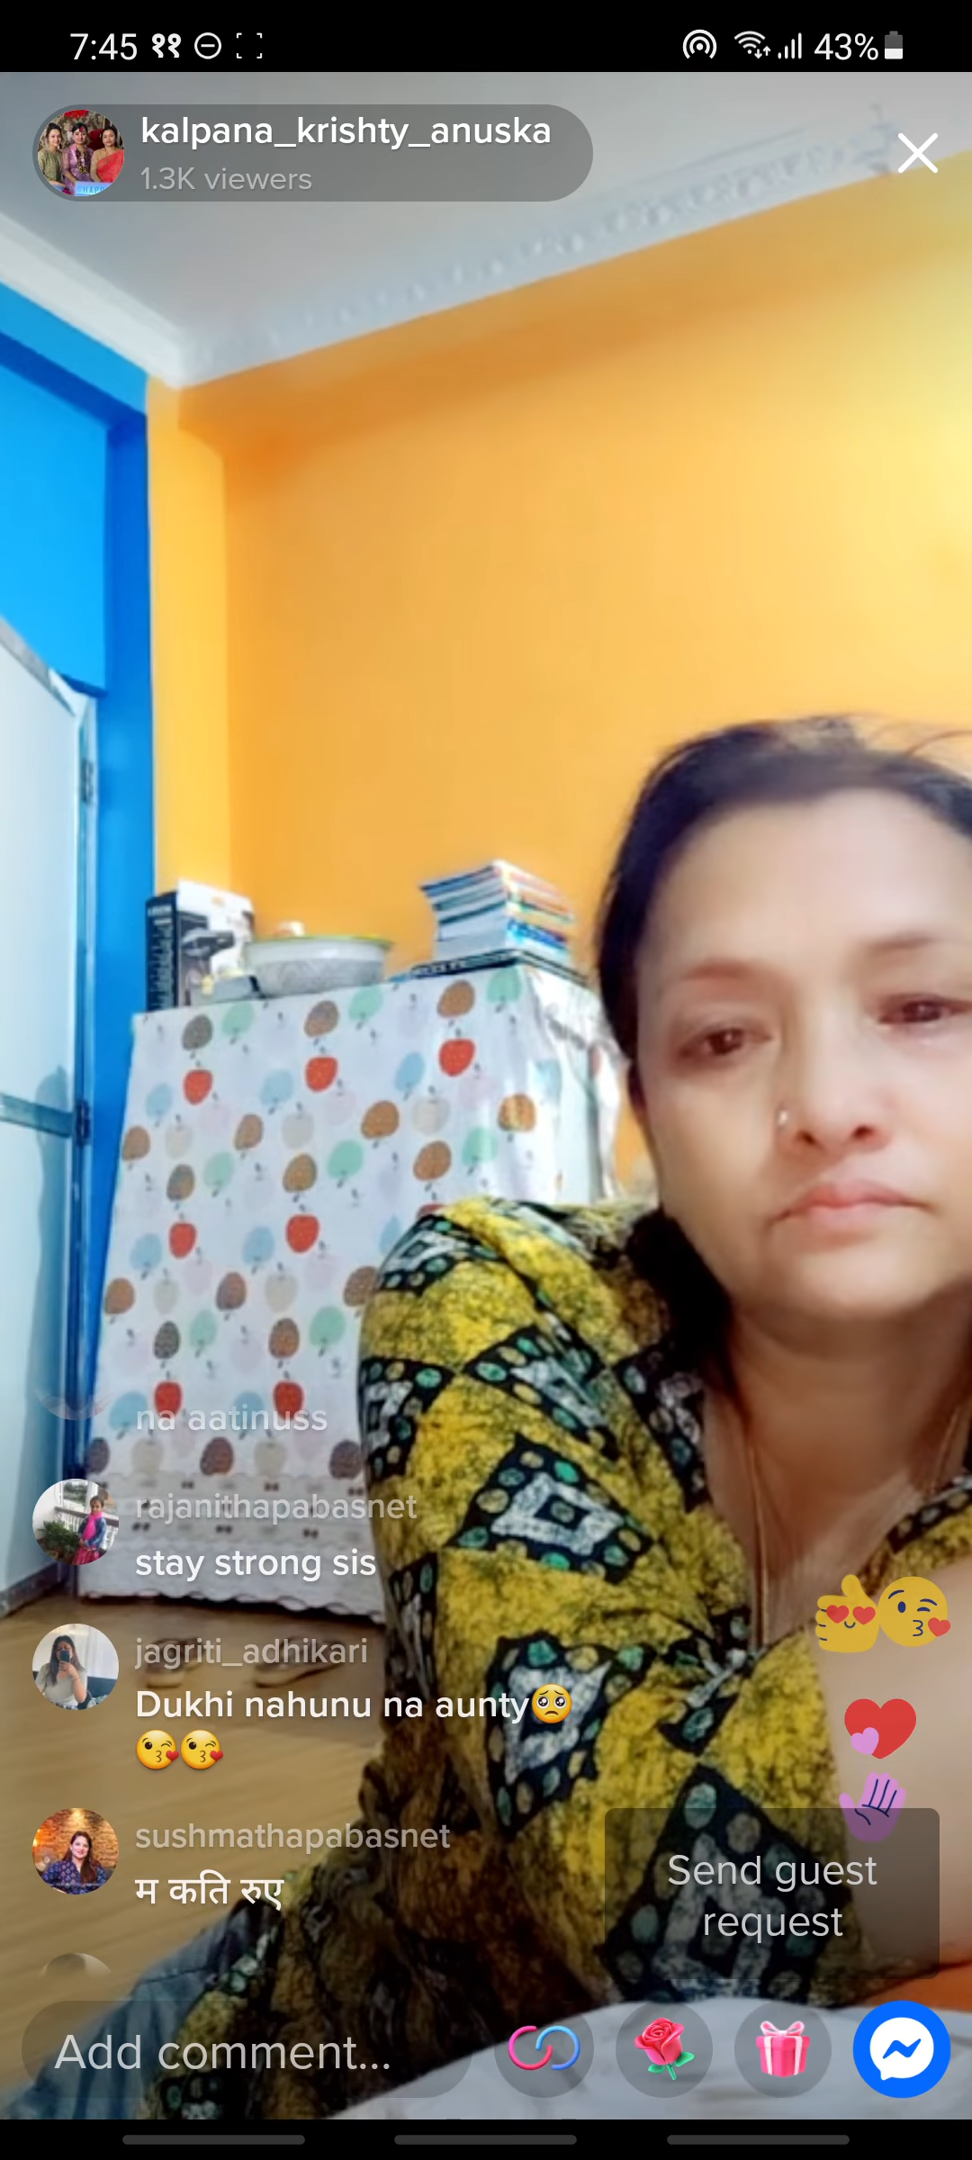 7:45
43%
kalpana_krishty_anuska
1.3K viewers
na aatinuss
rajanithapabasnet
stay strong sis
jagriti_adhikari
Dukhi nahunu na aunty🥺
😘😘
sushmathapabasnet
म कति रुए
Send guest
request
Add comment...